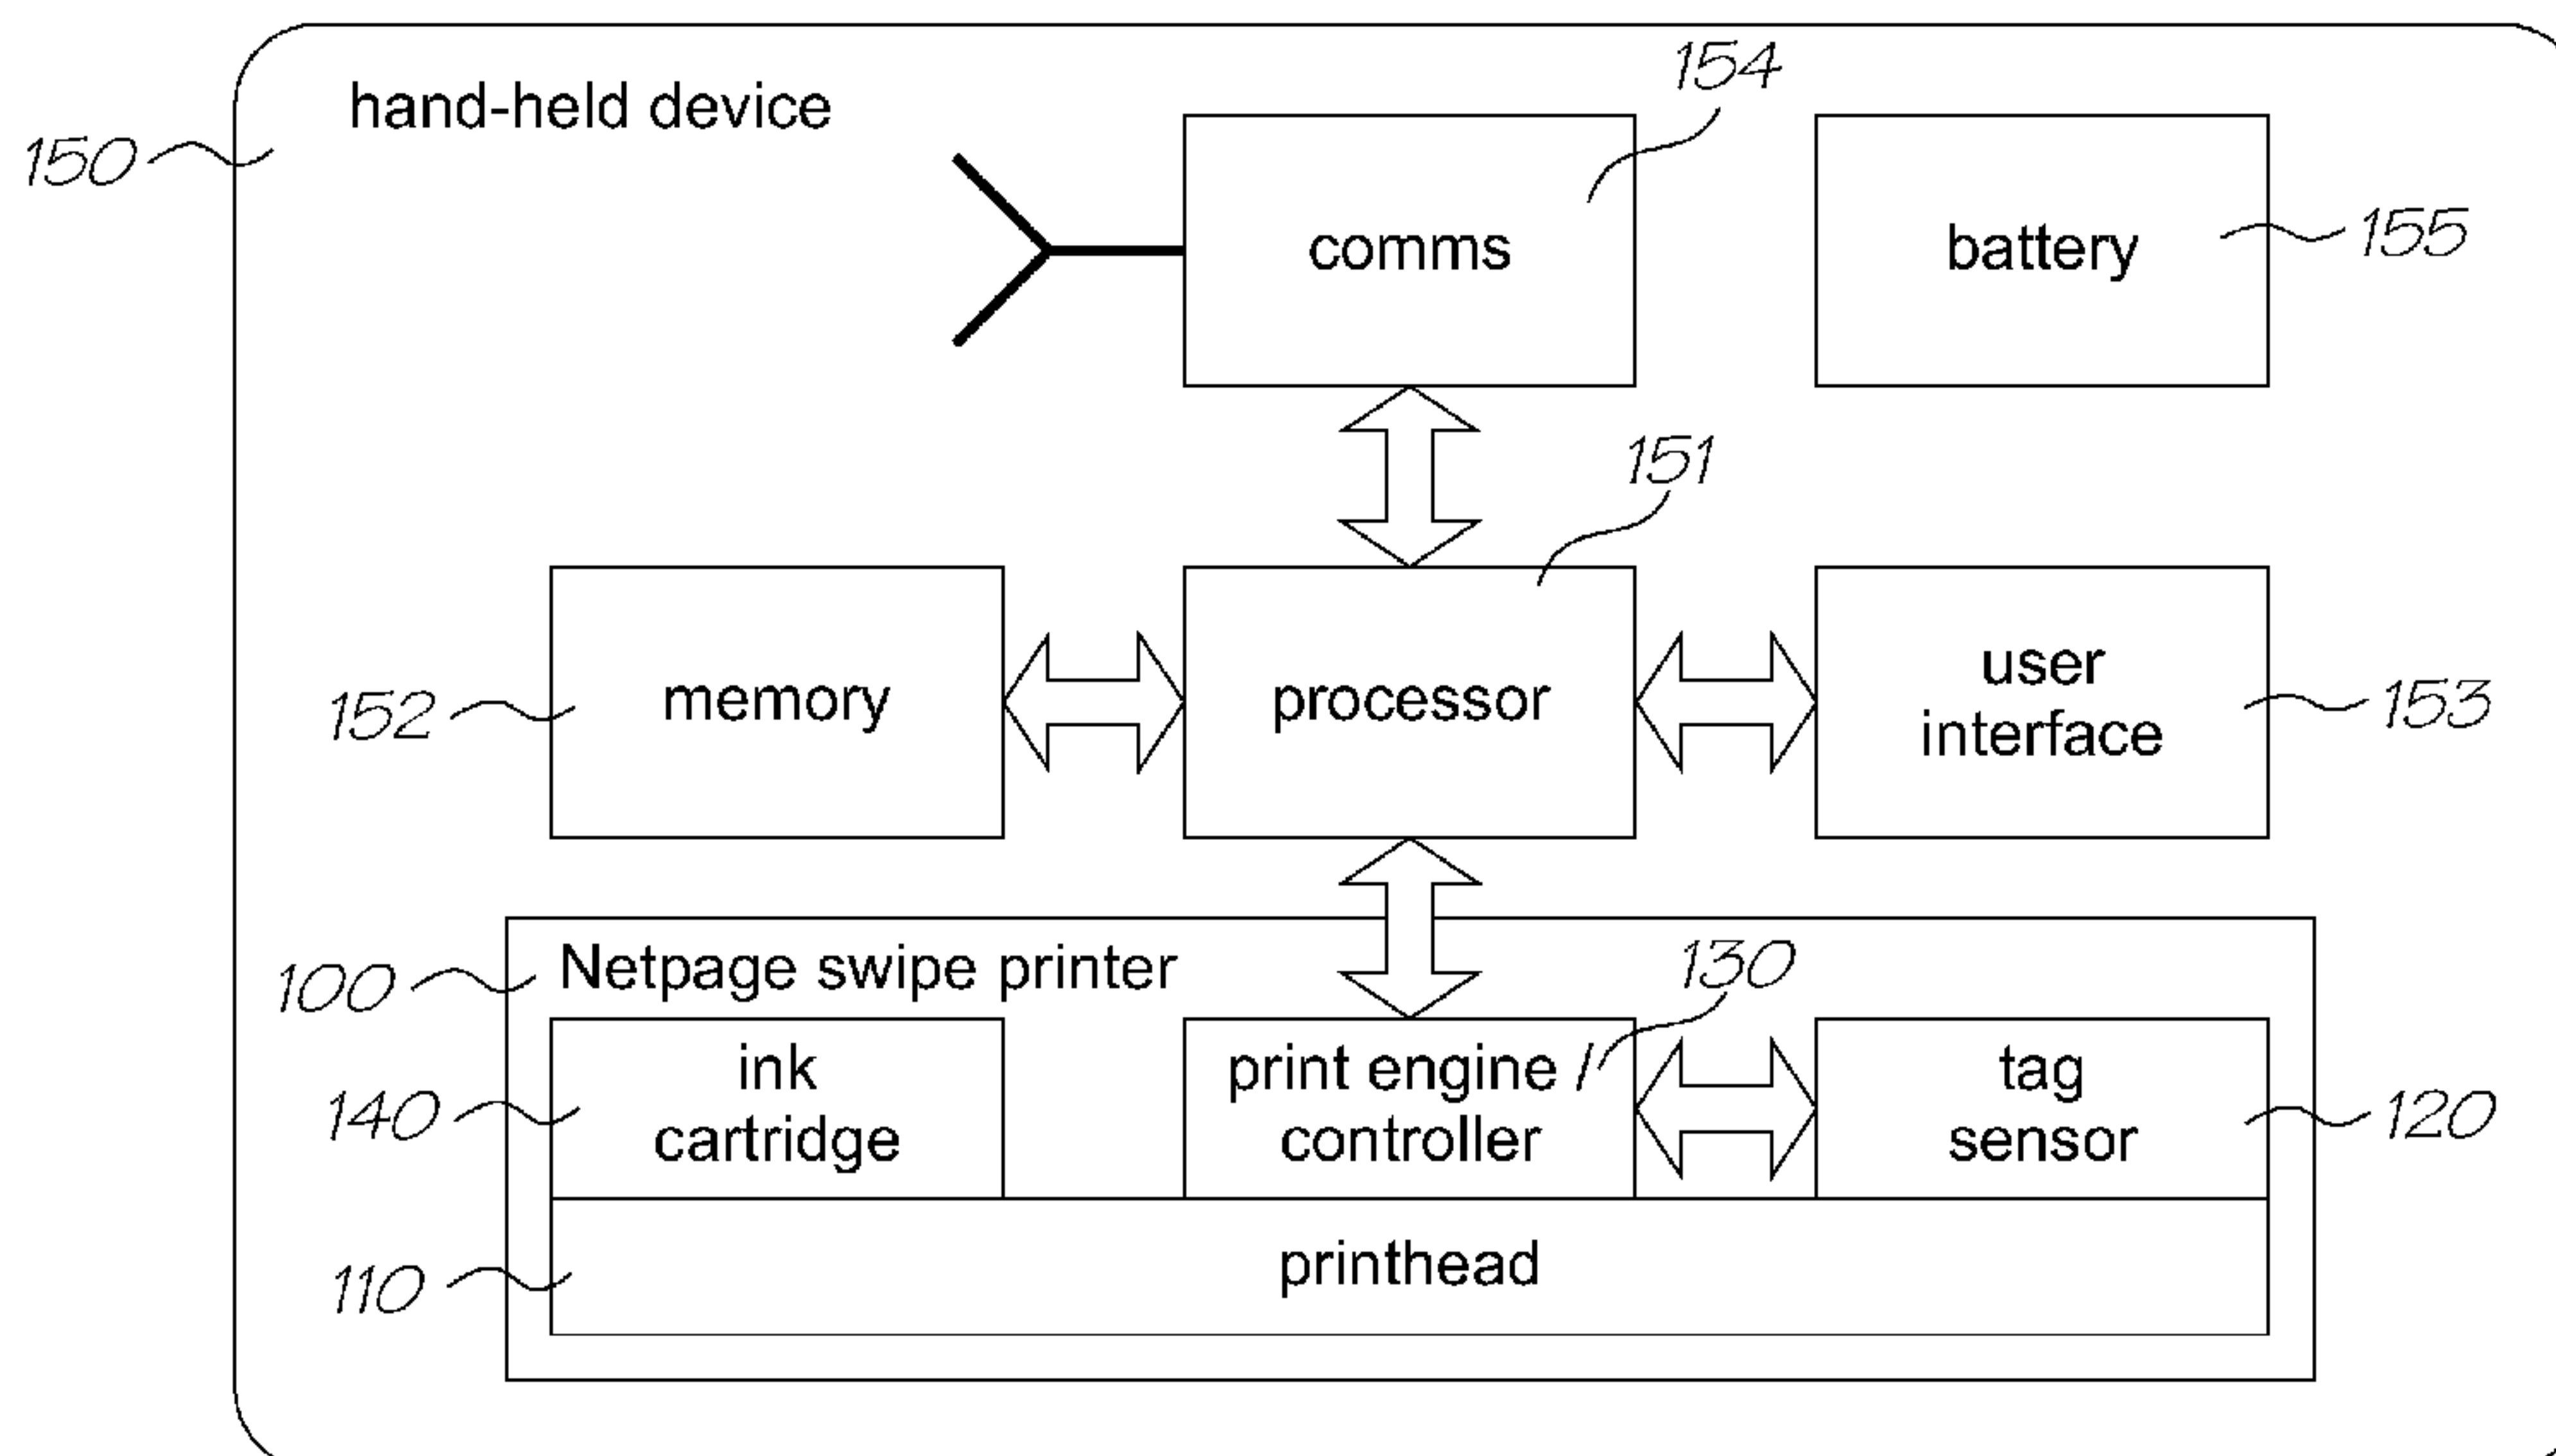 hand-held device
150
154
comms
battery
155
151
152
memory
processor
user
interface
153
100
Netpage swipe printer
130
140
ink
cartridge
print engine /
controller
tag
sensor
120
110
printhead